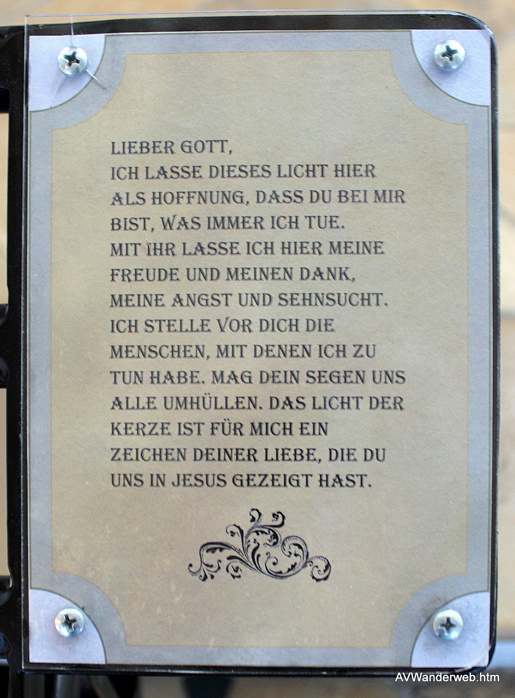 LIEBER GOTT,
ICH LASSE DIESES LICHT HIER
ALS HOFFNUNG, DASS DU BEI MIR
BIST, WAS IMMER ICH TUE.
MIT IHR LASSE ICH HIER MEINE
FREUDE UND MEINEN DANK,
MEINE ANGST UND SEHNSUCHT.
ICH STELLE VOR DICH DIE
MENSCHEN, MIT DENEN ICH ZU
TUN HABE. MAG DEIN SEGEN UNS
ALLE UMHÜLLEN. DAS LICHT DER
KERZE IST FÜR MICH EIN
ZEICHEN DEINER LIEBE, DIE DU
UNS IN JESUS GEZEIGT HAST.
AVWanderweb.htm